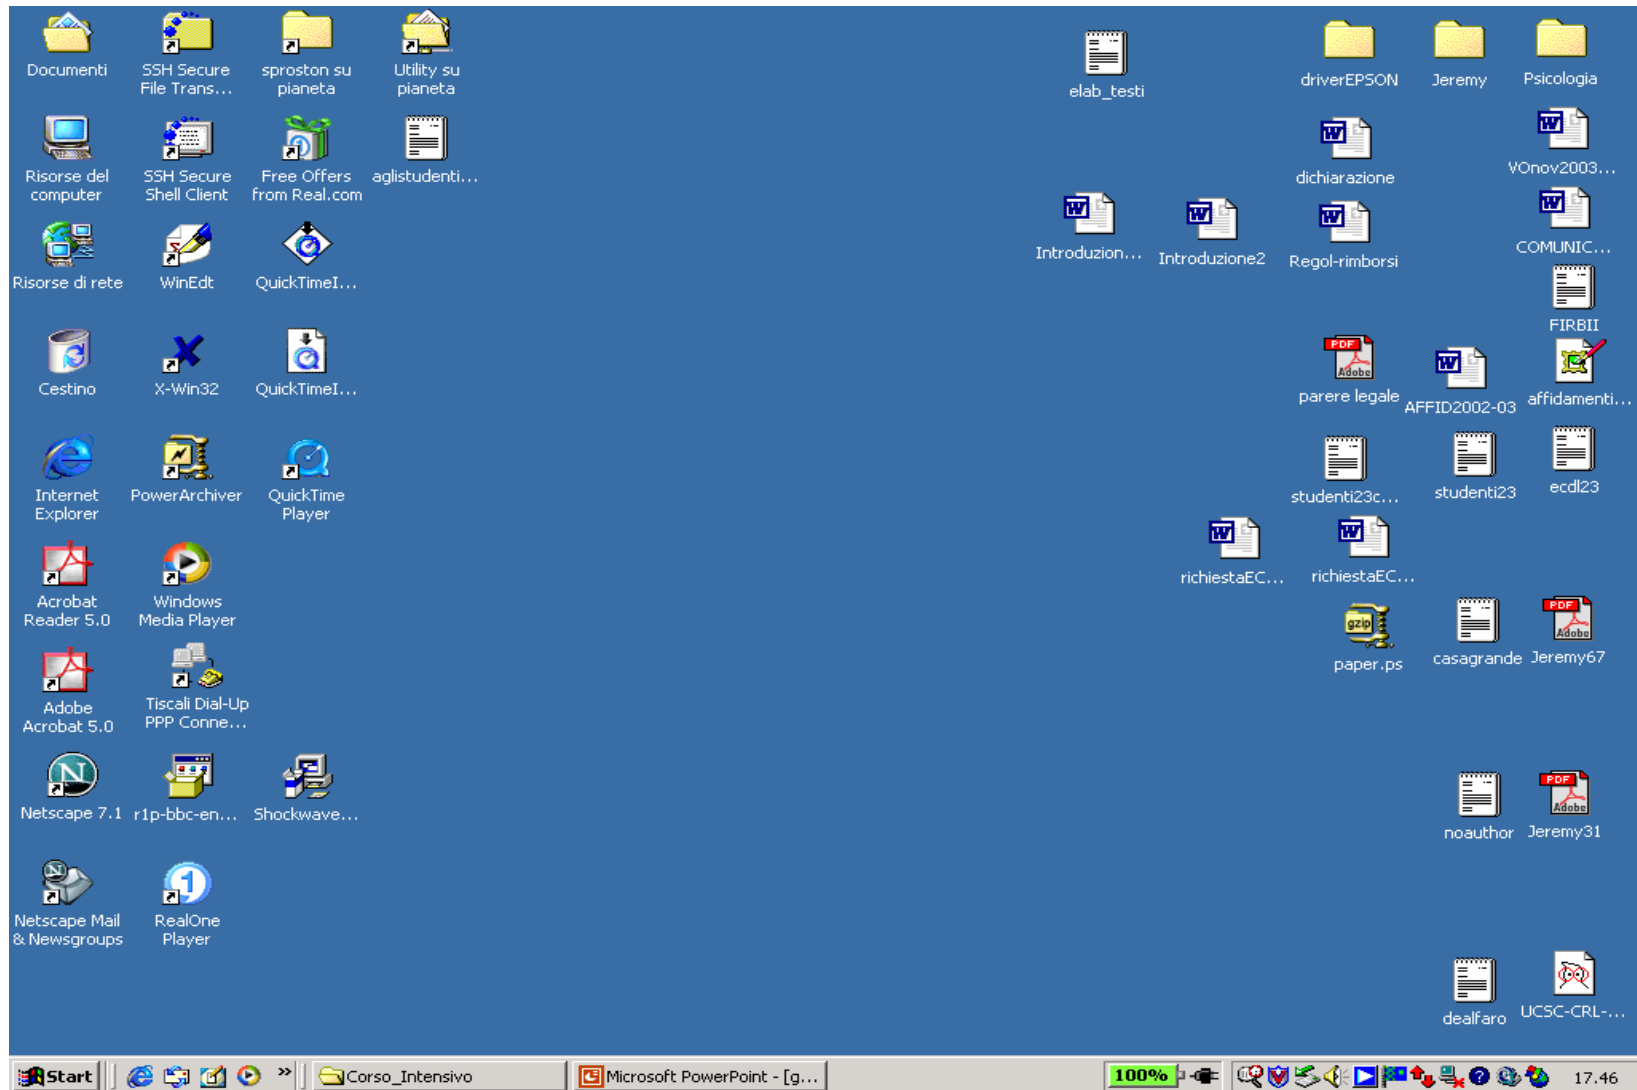 Documenti
SSH Secure
File Trans...
sproston su
pianeta
Utility su
pianeta
elab_testi
driverEPSON
Jeremy
Psicologia
Risorse del
computer
SSH Secure
Shell Client
Free Offers
from Real.com
aglistudenti...
dichiarazione
VOnov2003...
Risorse di rete
WinEdt
QuickTimeI...
Introduzion...
Introduzione2
Regol-rimborsi
COMUNIC...
FIRBII
Cestino
X-Win32
QuickTimeI...
PDF
Adobe
parere legale
AFFID2002-03
affidamenti...
Internet
Explorer
PowerArchiver
QuickTime
Player
studenti23c...
studenti23
ecdl23
Acrobat
Reader 5.0
Windows
Media Player
richiestaEC...
richiestaEC...
gzip
paper.ps
casagrande
PDF
Adobe
Jeremy67
Adobe
Acrobat 5.0
Tiscali Dial-Up
PPP Conne...
Netscape 7.1
r1p-bbc-en...
Shockwave...
noauthor
PDF
Adobe
Jeremy31
Netscape Mail
& Newsgroups
RealOne
Player
dealfaro
UCSC-CRL-...
Start
»
Corso_Intensivo
Microsoft PowerPoint - [g...
100%
17.46